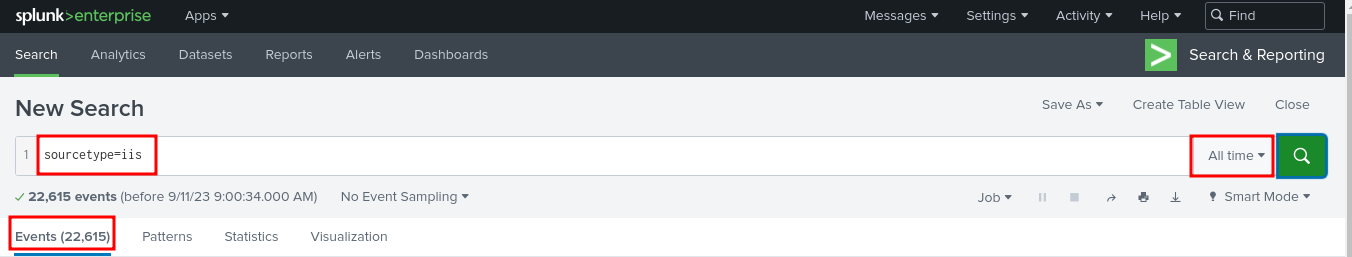 splunk>enterprise Apps Messages Settings Activity Help Find
Search Analytics Datasets Reports Alerts Dashboards > Search & Reporting
New Search Save As Create Table View Close
1 sourcetype=iis All time
22,615 events (before 9/11/23 9:00:34.000 AM) No Event Sampling Job Smart Mode
Events (22,615) Patterns Statistics Visualization